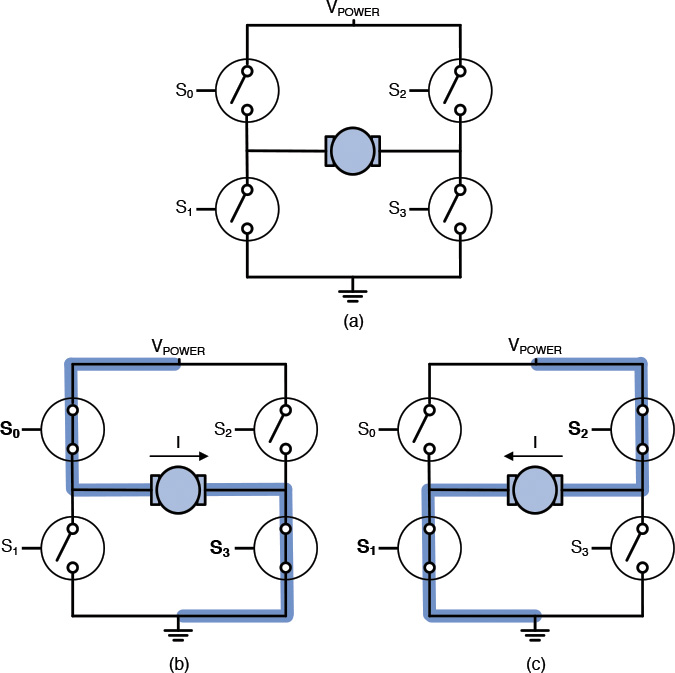 VPOWER
S0
S2
S1
S3
(a)
VPOWER
S0
S2
I
S1
S3
(b)
VPOWER
S0
S2
I
S1
S3
(c)